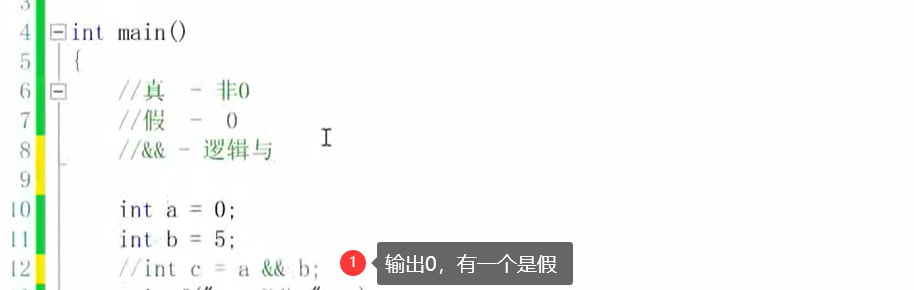 3
4 int main()
5 {
6 //真 - 非0
7 //假 - 0
8 //&& - 逻辑与
9
10 int a = 0;
11 int b = 5;
12 //int c = a && b; 1 输出0，有一个是假